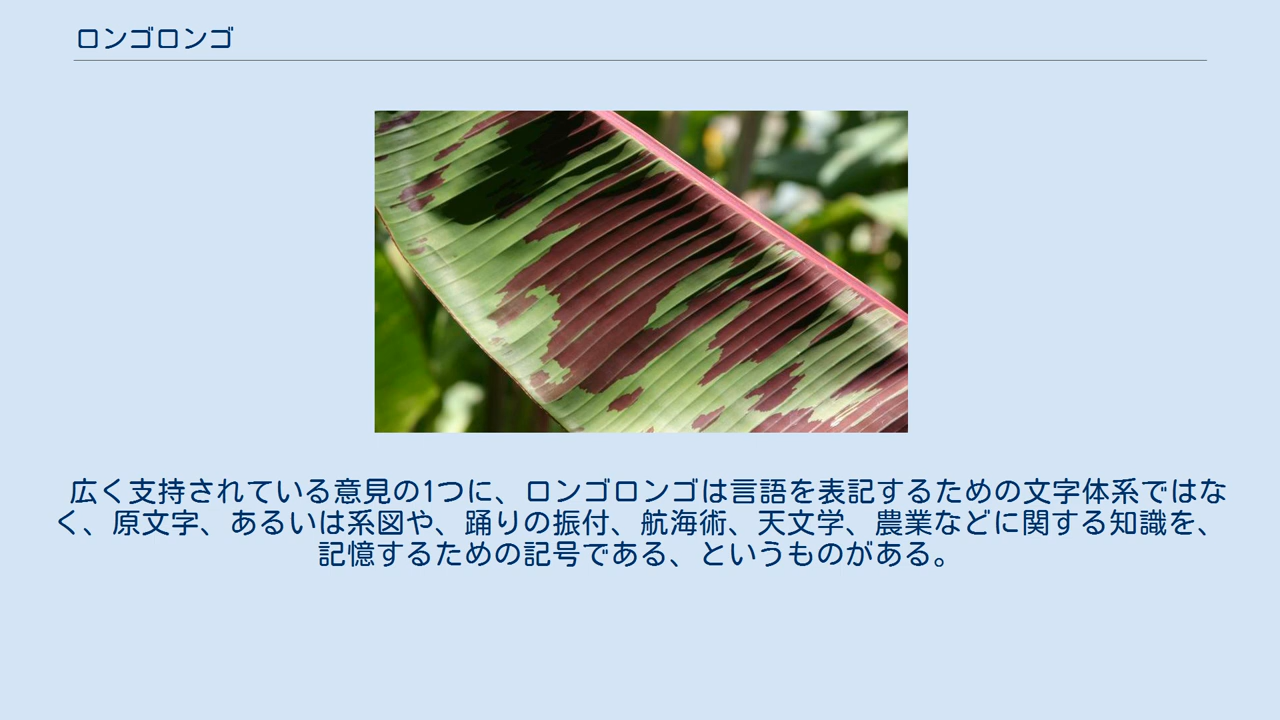 ロンゴロンゴ
広く支持されている意見の1つに、ロンゴロンゴは言語を表記するための文字体系ではな
く、原文字、あるいは系図や、踊りの振付、航海術、天文学、農業などに関する知識を、
記憶するための記号である、というものがある。